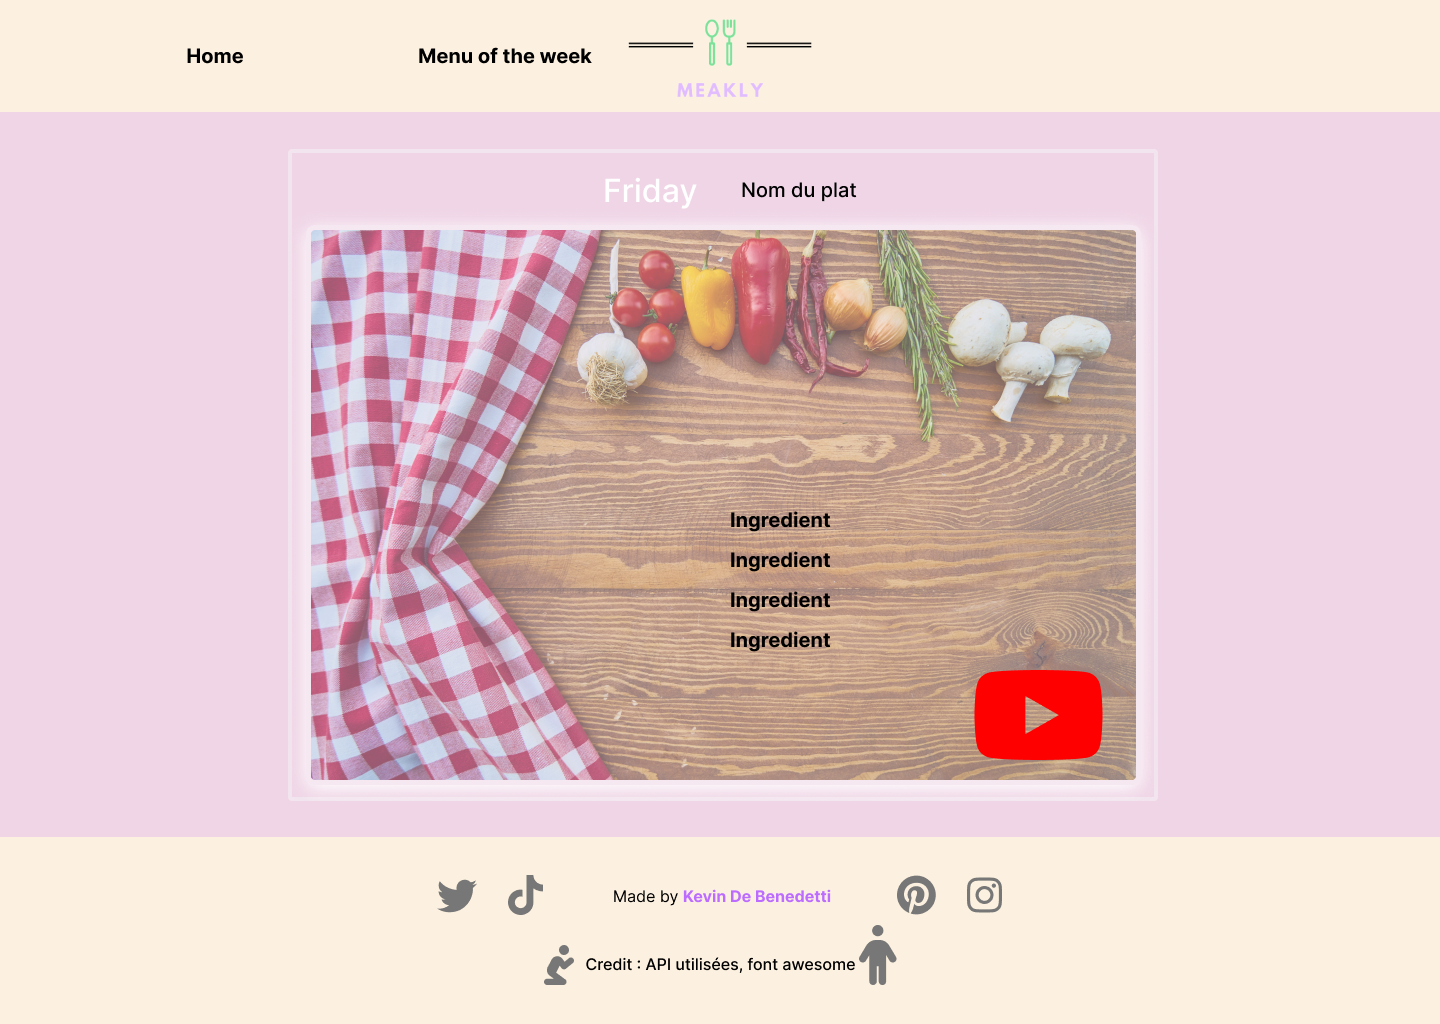 Home
Menu of the week
MEAKLY
Friday
Nom du plat
Ingredient
Ingredient
Ingredient
Ingredient
Made by Kevin De Benedetti
Credit : API utilisées, font awesome